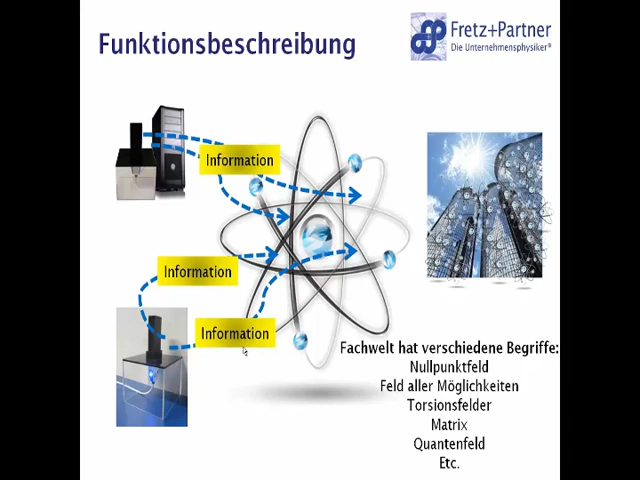 Funktionsbeschreibung
Fretz+Partner
Die Unternehmensphysiker®
Information
Information
Information
Fachwelt hat verschiedene Begriffe:
Nullpunktfeld
Feld aller Möglichkeiten
Torsionsfelder
Matrix
Quantenfeld
Etc.